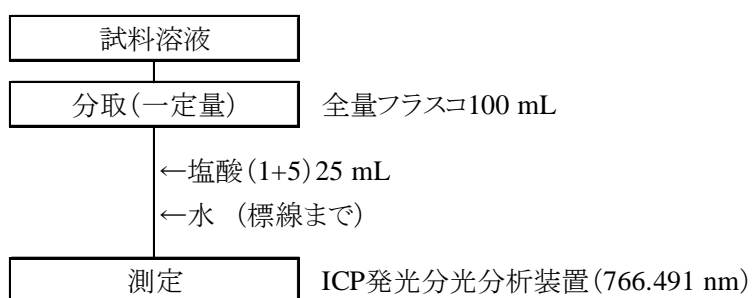 試料溶液
分取(一定量) 全量フラスコ100 mL
←塩酸(1+5)25 mL
←水 (標線まで)
測定 ICP発光分光分析装置(766.491 nm)